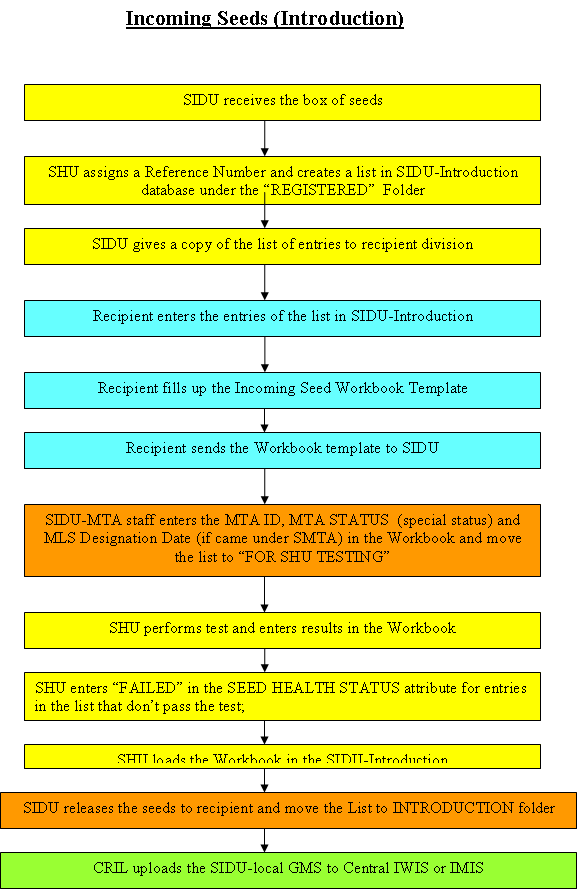 Incoming Seeds (Introduction)
SIDU receives the box of seeds
SHU assigns a Reference Number and creates a list in SIDU-Introduction
database under the “REGISTERED” Folder
SIDU gives a copy of the list of entries to recipient division
Recipient enters the entries of the list in SIDU-Introduction
Recipient fills up the Incoming Seed Workbook Template
Recipient sends the Workbook template to SIDU
SIDU-MTA staff enters the MTA ID, MTA STATUS (special status) and
MLS Designation Date (if came under SMTA) in the Workbook and move
the list to “FOR SHU TESTING”
SHU performs test and enters results in the Workbook
SHU enters “FAILED” in the SEED HEALTH STATUS attribute for entries
in the list that don’t pass the test;
SHU loads the Workbook in the SIDU-Introduction
SIDU releases the seeds to recipient and move the List to INTRODUCTION folder
CRIL uploads the SIDU-local GMS to Central IWIS or IMIS